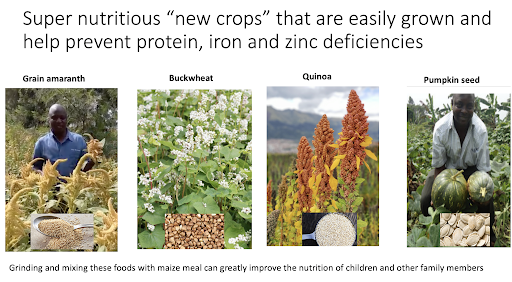 Super nutritious “new crops” that are easily grown and
help prevent protein, iron and zinc deficiencies
Grain amaranth
Buckwheat
Quinoa
Pumpkin seed
Grinding and mixing these foods with maize meal can greatly improve the nutrition of children and other family members